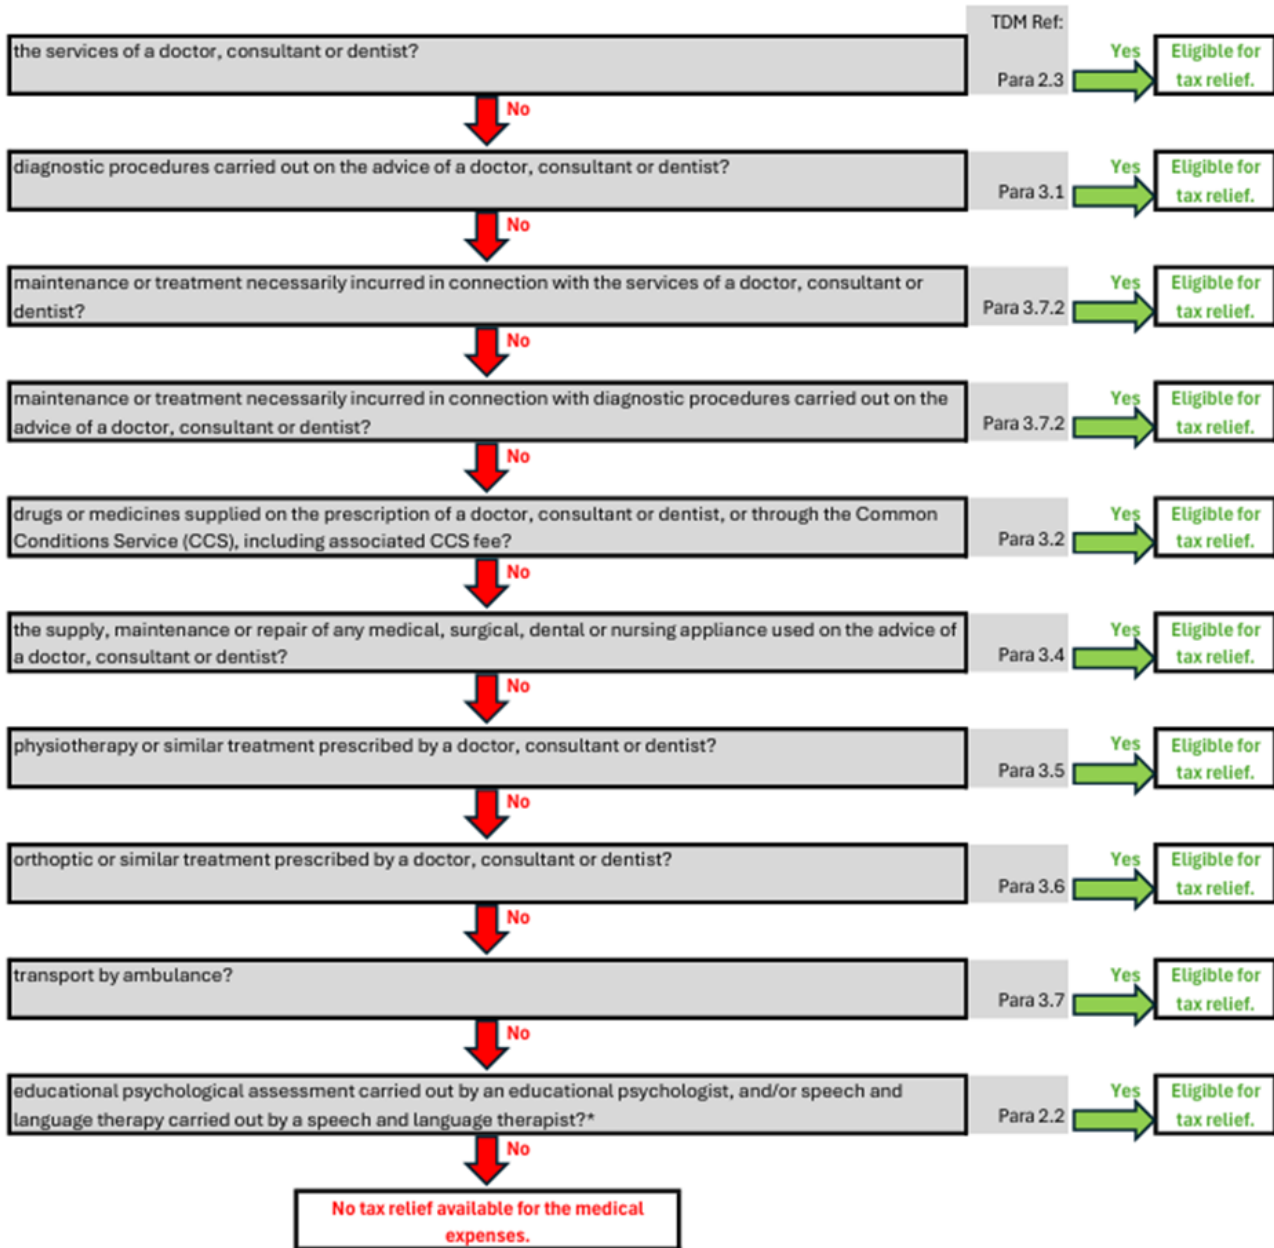 TDM Ref:
the services of a doctor, consultant or dentist?
Para 2.3
Yes
Eligible for
tax relief.
No
diagnostic procedures carried out on the advice of a doctor, consultant or dentist?
Para 3.1
Yes
Eligible for
tax relief.
No
maintenance or treatment necessarily incurred in connection with the services of a doctor, consultant or
dentist?
Para 3.7.2
Yes
Eligible for
tax relief.
No
maintenance or treatment necessarily incurred in connection with diagnostic procedures carried out on the
advice of a doctor, consultant or dentist?
Para 3.7.2
Yes
Eligible for
tax relief.
No
drugs or medicines supplied on the prescription of a doctor, consultant or dentist, or through the Common
Conditions Service (CCS), including associated CCS fee?
Para 3.2
Yes
Eligible for
tax relief.
No
the supply, maintenance or repair of any medical, surgical, dental or nursing appliance used on the advice of
a doctor, consultant or dentist?
Para 3.4
Yes
Eligible for
tax relief.
No
physiotherapy or similar treatment prescribed by a doctor, consultant or dentist?
Para 3.5
Yes
Eligible for
tax relief.
No
orthoptic or similar treatment prescribed by a doctor, consultant or dentist?
Para 3.6
Yes
Eligible for
tax relief.
No
transport by ambulance?
Para 3.7
Yes
Eligible for
tax relief.
No
educational psychological assessment carried out by an educational psychologist, and/or speech and
language therapy carried out by a speech and language therapist?*
Para 2.2
Yes
Eligible for
tax relief.
No
No tax relief available for the medical
expenses.